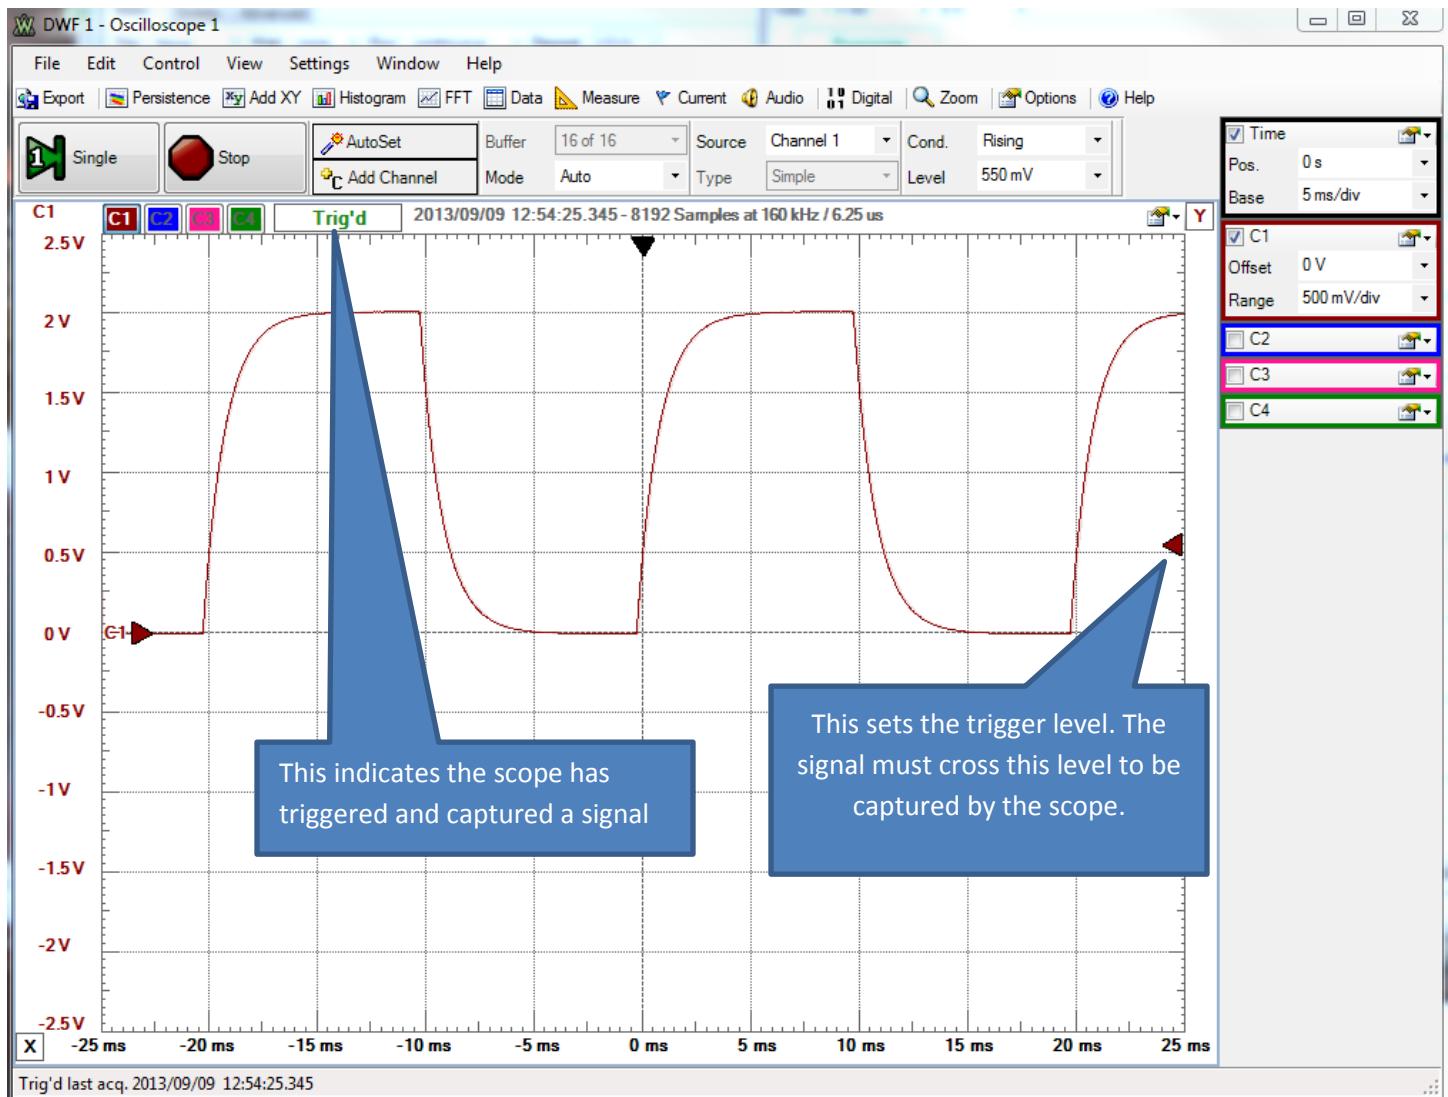 DWF 1 - Oscilloscope 1
File Edit Control View Settings Window Help
Export Persistence Add XY Histogram FFT Data Measure Current Audio Digital Zoom Options Help
1 Single Stop AutoSet Buffer 16 of 16 Source Channel 1 Cond. Rising
Add Channel Mode Auto Type Simple Level 550 mV
Time
Pos. 0 s
Base 5 ms/div
C1
Offset 0 V
Range 500 mV/div
C2
C3
C4
C1 C1 C2 C3 C4 Trig'd 2013/09/09 12:54:25.345 - 8192 Samples at 160 kHz / 6.25 us Y
2.5 V
2 V
1.5 V
1 V
0.5 V
0 V C1
-0.5 V
-1 V
-1.5 V
-2 V
-2.5 V
This indicates the scope has
triggered and captured a signal
This sets the trigger level. The
signal must cross this level to be
captured by the scope.
X -25 ms -20 ms -15 ms -10 ms -5 ms 0 ms 5 ms 10 ms 15 ms 20 ms 25 ms
Trig'd last acq. 2013/09/09 12:54:25.345